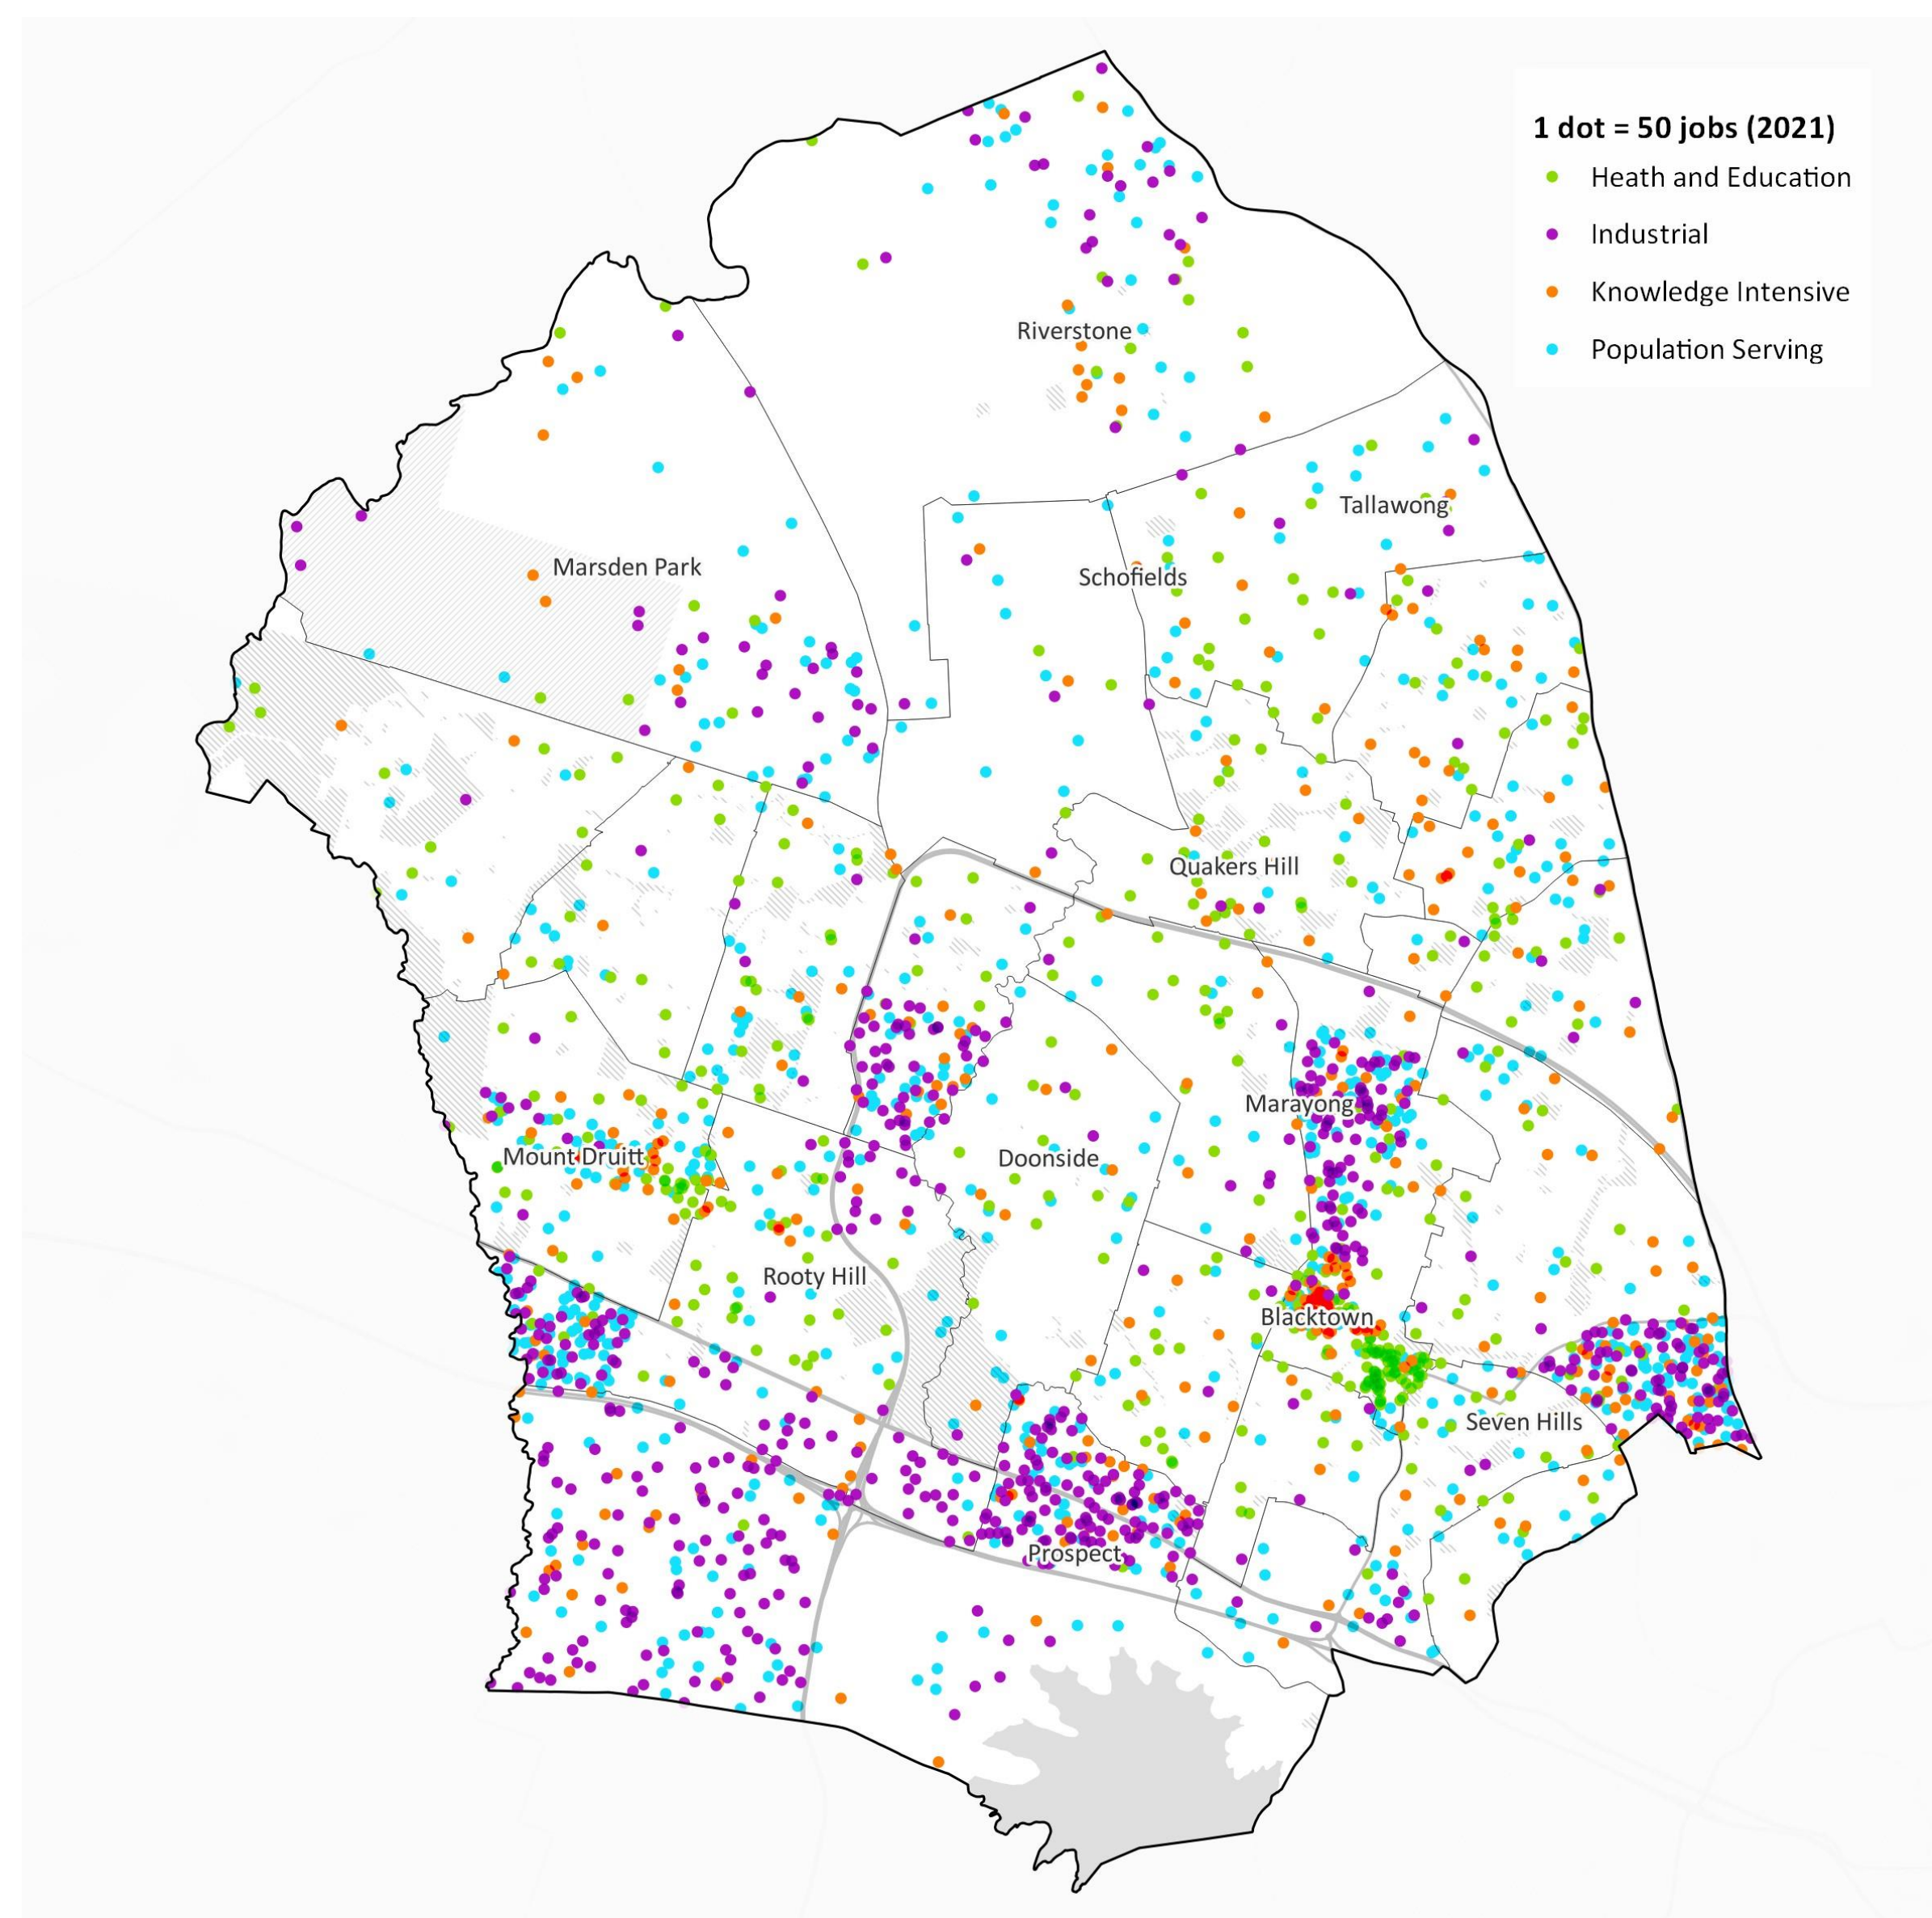 1 dot = 50 jobs (2021)
Heath and Education
Industrial
Knowledge Intensive
Population Serving
Riverstone
Tallawong
Marsden Park
Schofields
Quakers Hill
Marayong
Mount Druitt
Doonside
Rooty Hill
Blacktown
Seven Hills
Prospect